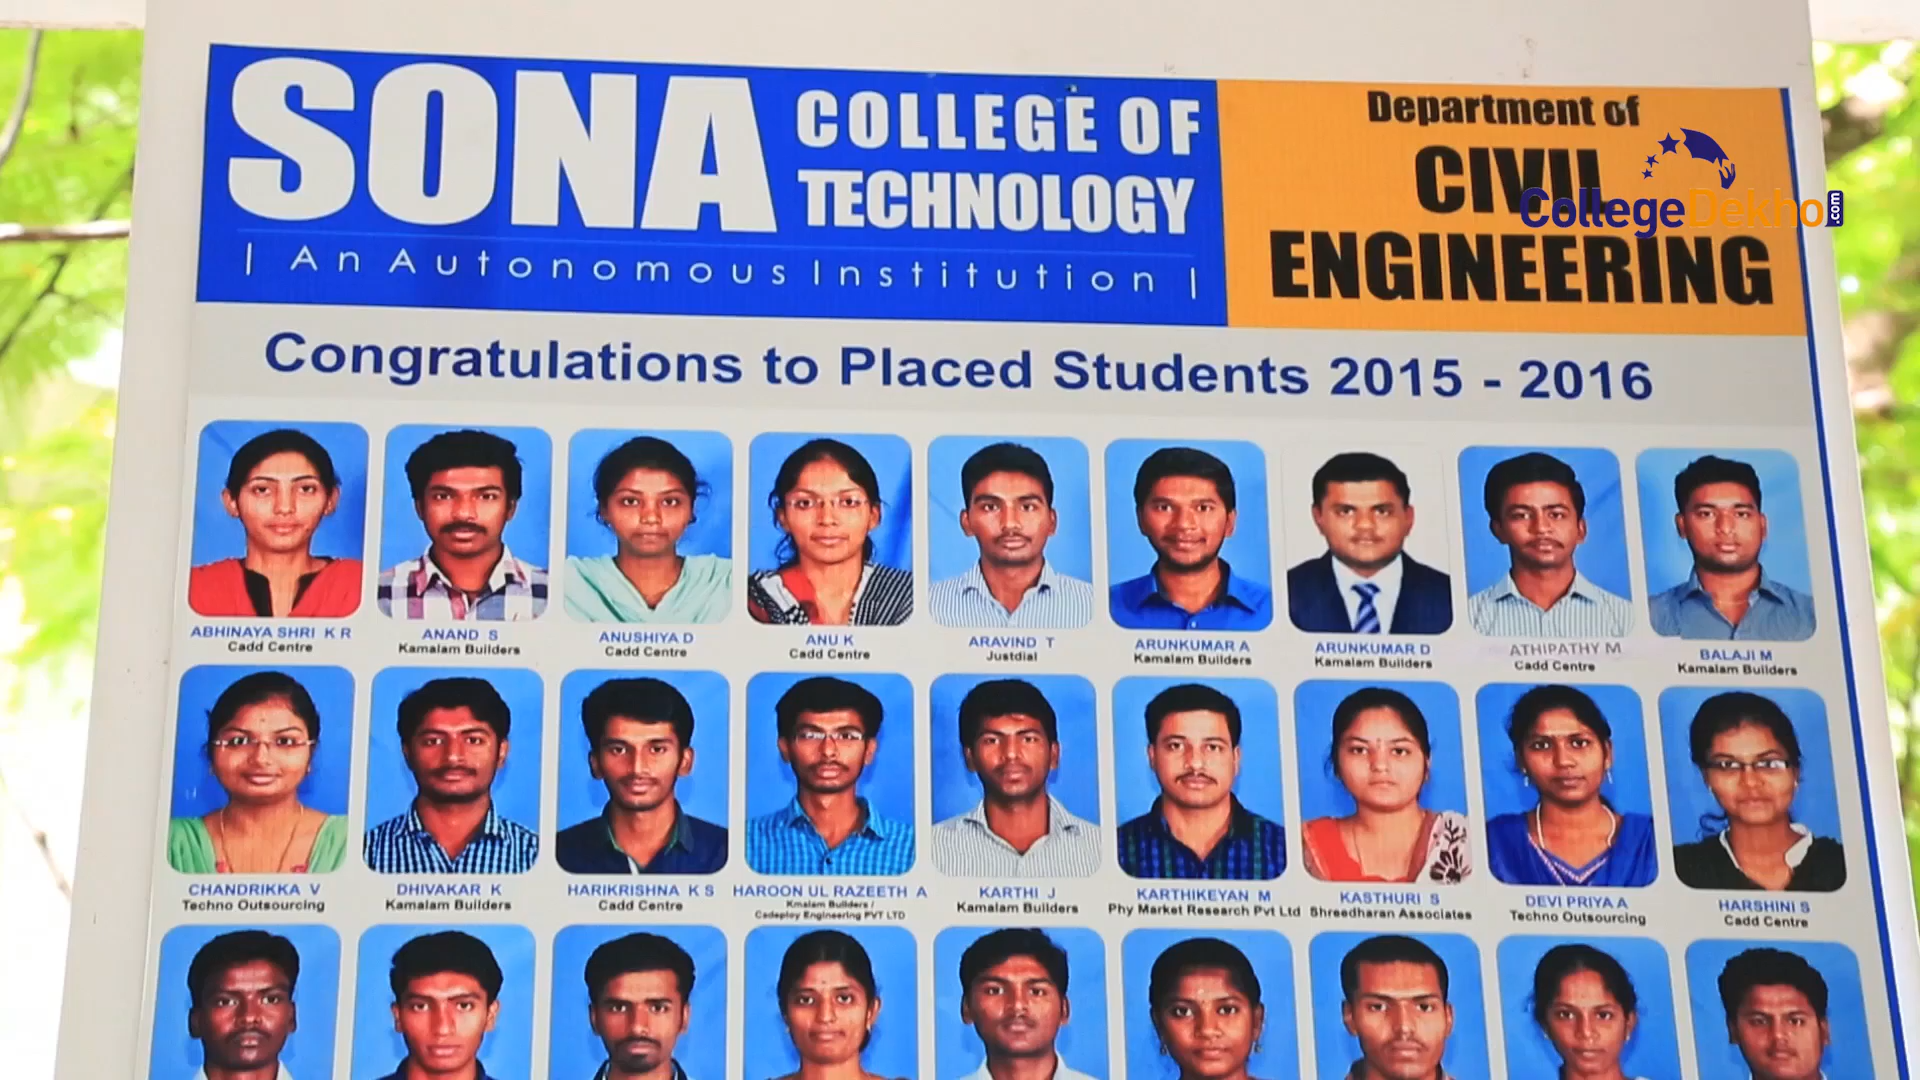 SONA COLLEGE OF TECHNOLOGY
| An Autonomous Institution |
Department of
CIVIL
ENGINEERING
CollegeDekho.com
Congratulations to Placed Students 2015 - 2016
ABHINAYA SHRI K R
Cadd Centre
ANAND S
Kamalam Builders
ANUSHIYA D
Cadd Centre
ANU K
Cadd Centre
ARAVIND T
Justdial
ARUNKUMAR A
Kamalam Builders
ARUNKUMAR D
Kamalam Builders
ATHIPATHY M
Cadd Centre
BALAJI M
Kamalam Builders
CHANDRIKKA V
Techno Outsourcing
DHIVAKAR K
Kamalam Builders
HARIKRISHNA K S
Cadd Centre
HAROON UL RAZEETH A
Kmalam Builders /
Cadeploy Engineering PVT LTD
KARTHI J
Kamalam Builders
KARTHIKEYAN M
Phy Market Research Pvt Ltd
KASTHURI S
Shreedharan Associates
DEVI PRIYA A
Techno Outsourcing
HARSHINI S
Cadd Centre